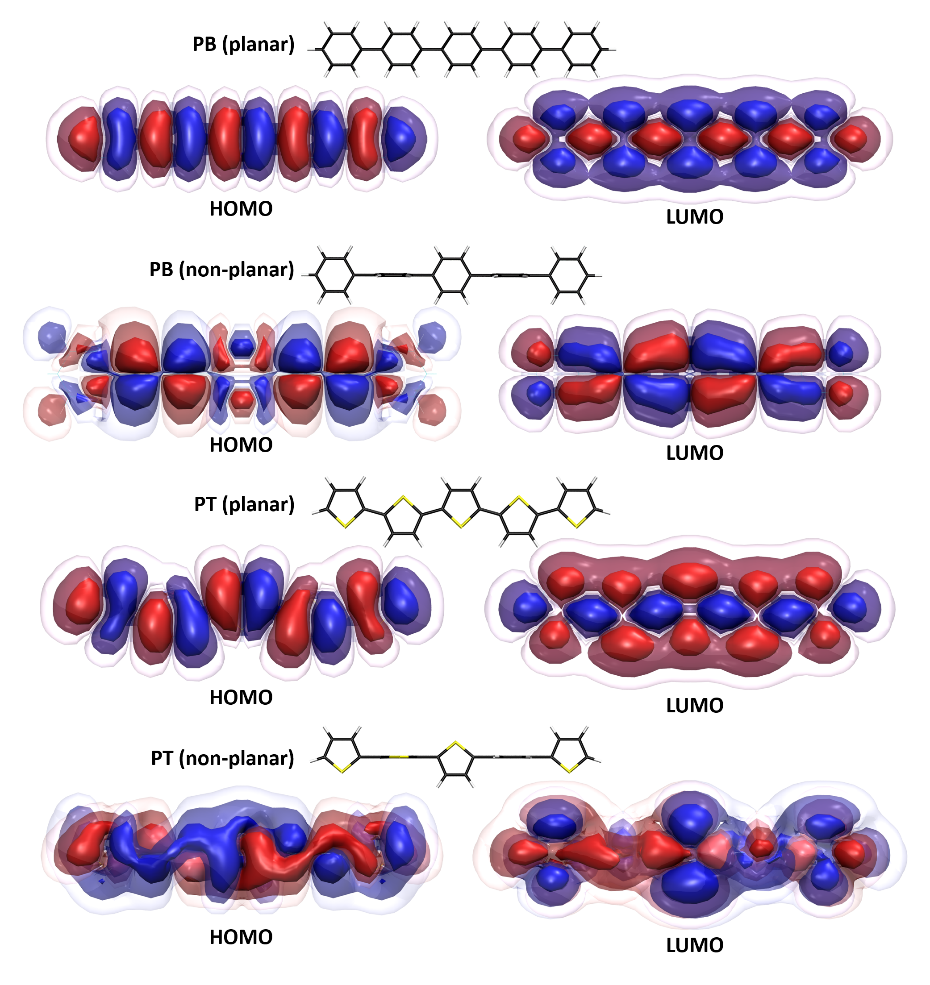 PB (planar)
HOMO
LUMO
PB (non-planar)
HOMO
LUMO
PT (planar)
HOMO
LUMO
PT (non-planar)
HOMO
LUMO